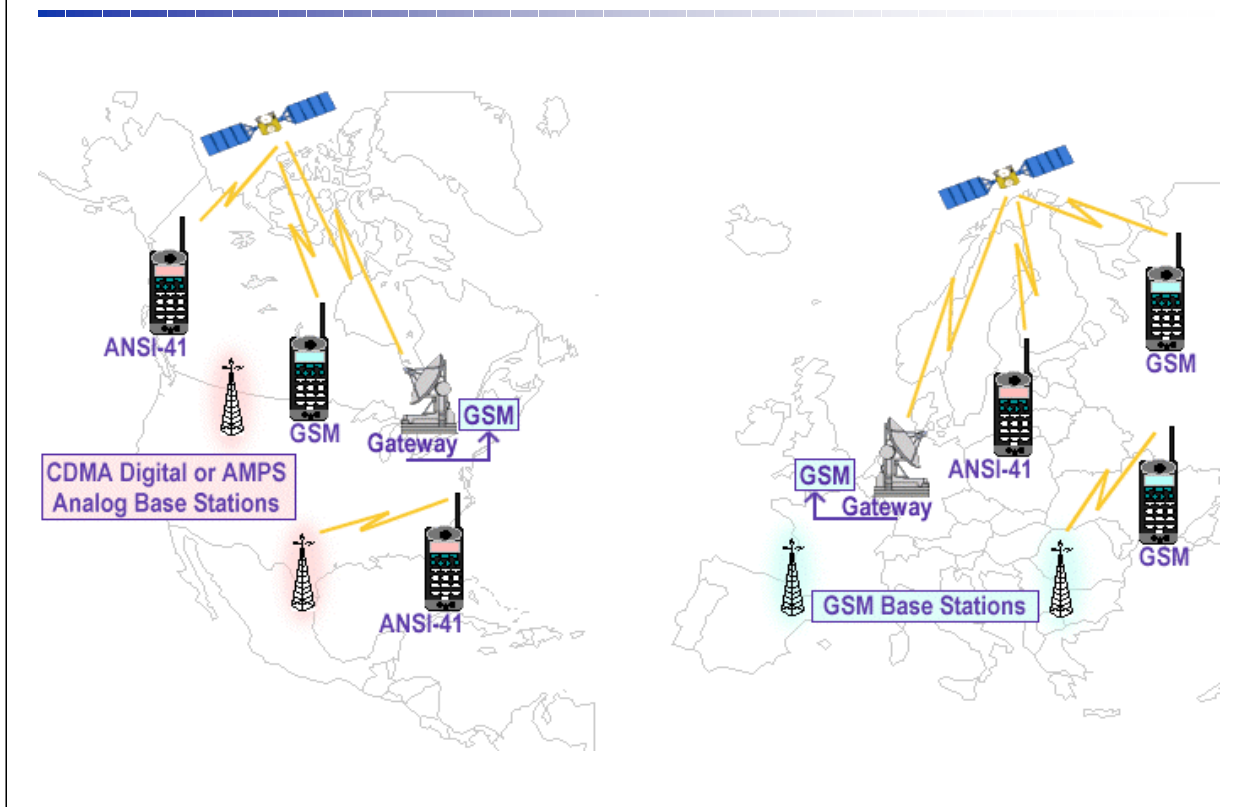 ANSI-41
GSM
Gateway
GSM
CDMA Digital or AMPS
Analog Base Stations
ANSI-41
GSM
ANSI-41
GSM
Gateway
GSM
GSM Base Stations